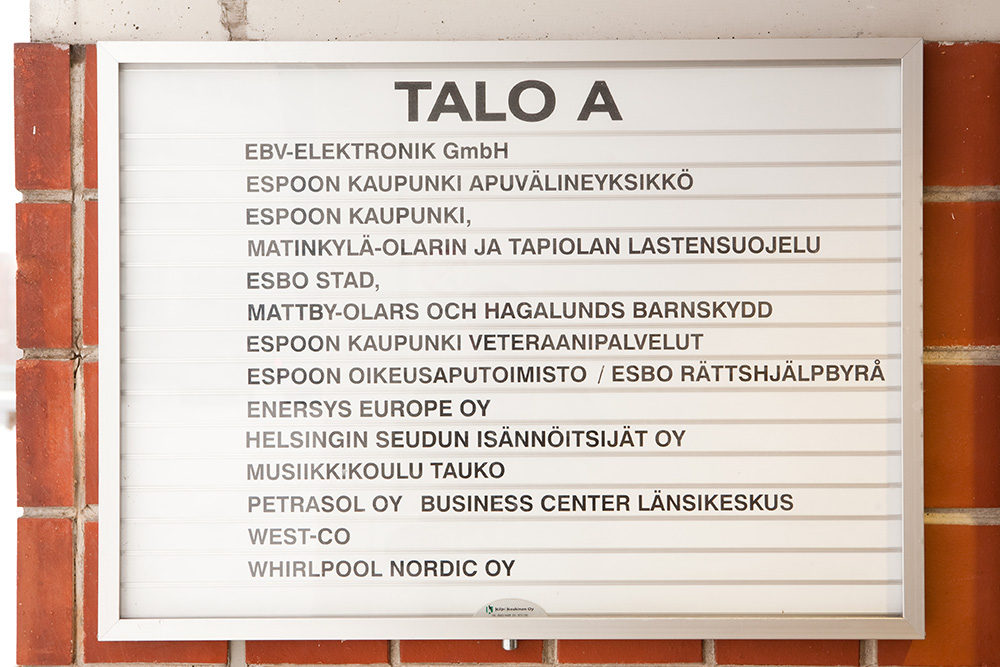 TALO A
EBV-ELEKTRONIK GmbH
ESPOON KAUPUNKI APUVÄLINEYKSIKKÖ
ESPOON KAUPUNKI,
MATINKYLÄ-OLARIN JA TAPIOLAN LASTENSUOJELU
ESBO STAD,
MATTBY-OLARS OCH HAGALUNDS BARNSKYDD
ESPOON KAUPUNKI VETERAANIPALVELUT
ESPOON OIKEUSAPUTOIMISTO / ESBO RÄTTSHJÄLPBYRÅ
ENERSYS EUROPE OY
HELSINGIN SEUDUN ISÄNNÖITSIJÄT OY
MUSIIKKIKOULU TAUKO
PETRASOL OY BUSINESS CENTER LÄNSIKESKUS
WEST-CO
WHIRLPOOL NORDIC OY